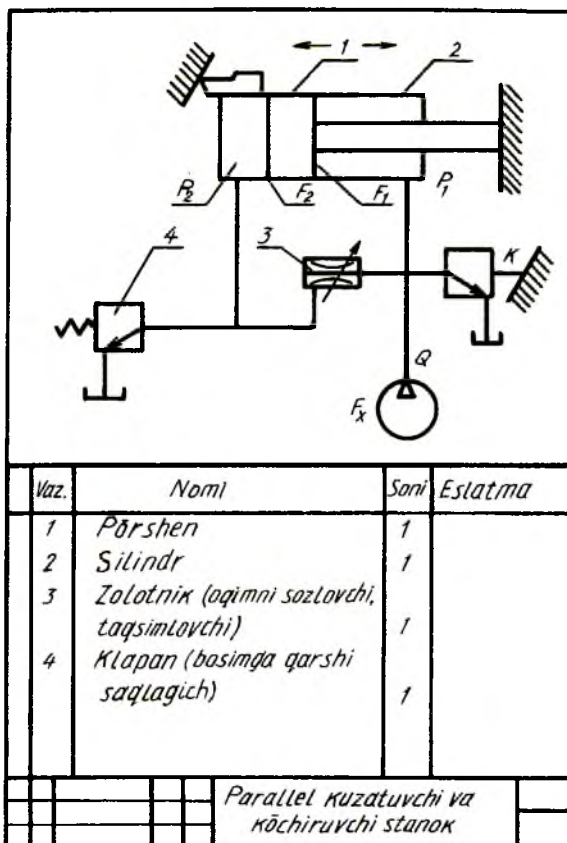 1
2
P₂
F₂
F₁
P₁
4
3
K
Q
Fₓ
Vaz. Nomi Soni Eslatma
1 Pōrshen 1
2 Silindr 1
3 Zolotnik (oqimni sozlovchi,
taqsimlovchi) 1
4 Klapan (bosimga qarshi
saqlagich) 1
Parallel kuzatuvchi va
kōchiruvchi stanok